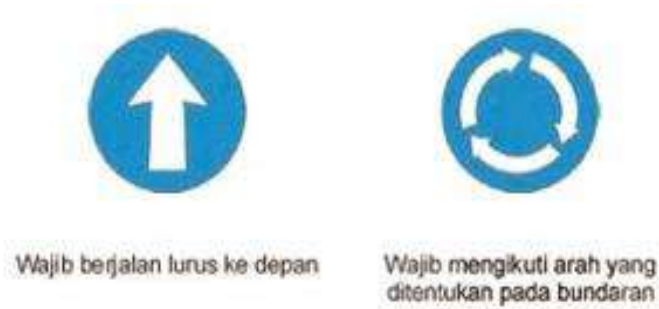 Wajib berjalan lurus ke depan
Wajib mengikuti arah yang
ditentukan pada bundaran